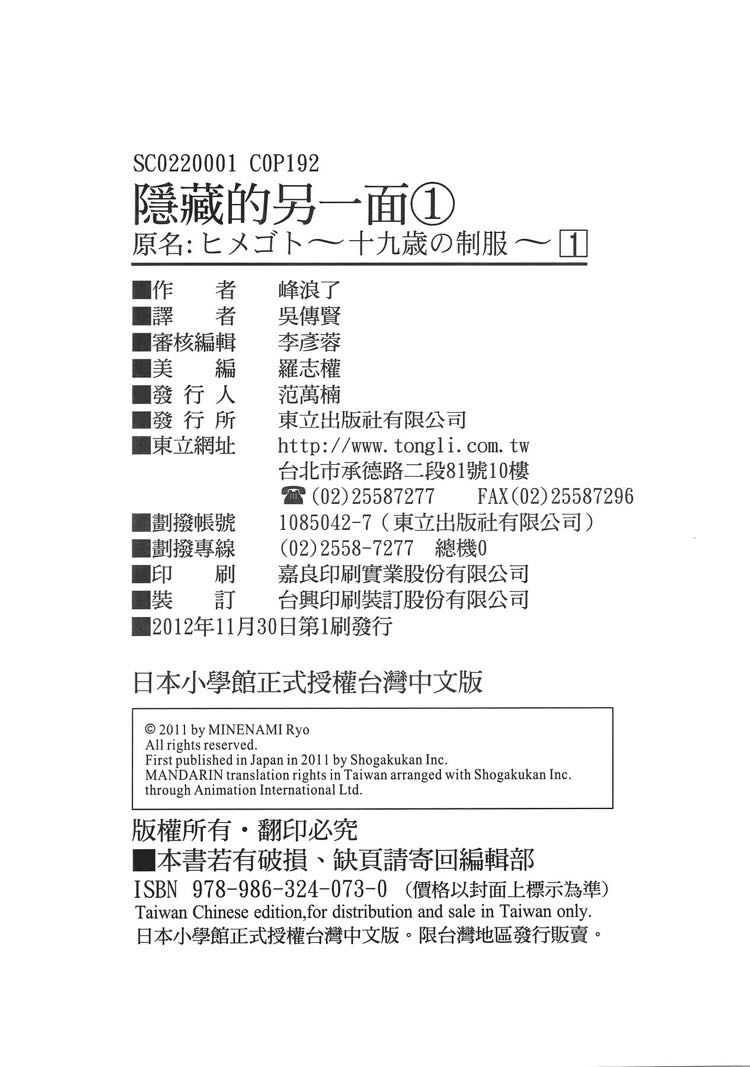 SC0220001 C0P192
隱藏的另一面①
原名:ヒメゴト～十九歲の制服～1
■作　　者　峰浪了
■譯　　者　吳傳賢
■審核編輯　李彥蓉
■美　　編　羅志權
■發 行 人　范萬楠
■發 行 所　東立出版社有限公司
■東立網址　http://www.tongli.com.tw
台北市承德路二段81號10樓
☎(02)25587277　FAX(02)25587296
■劃撥帳號　1085042-7（東立出版社有限公司）
■劃撥專線　(02)2558-7277　總機0
■印　　刷　嘉良印刷實業股份有限公司
■裝　　訂　台興印刷裝訂股份有限公司
■2012年11月30日第1刷發行
日本小學館正式授權台灣中文版
© 2011 by MINENAMI Ryo
All rights reserved.
First published in Japan in 2011 by Shogakukan Inc.
MANDARIN translation rights in Taiwan arranged with Shogakukan Inc.
through Animation International Ltd.
版權所有・翻印必究
■本書若有破損、缺頁請寄回編輯部
ISBN 978-986-324-073-0 （價格以封面上標示為準）
Taiwan Chinese edition,for distribution and sale in Taiwan only.
日本小學館正式授權台灣中文版。限台灣地區發行販賣。